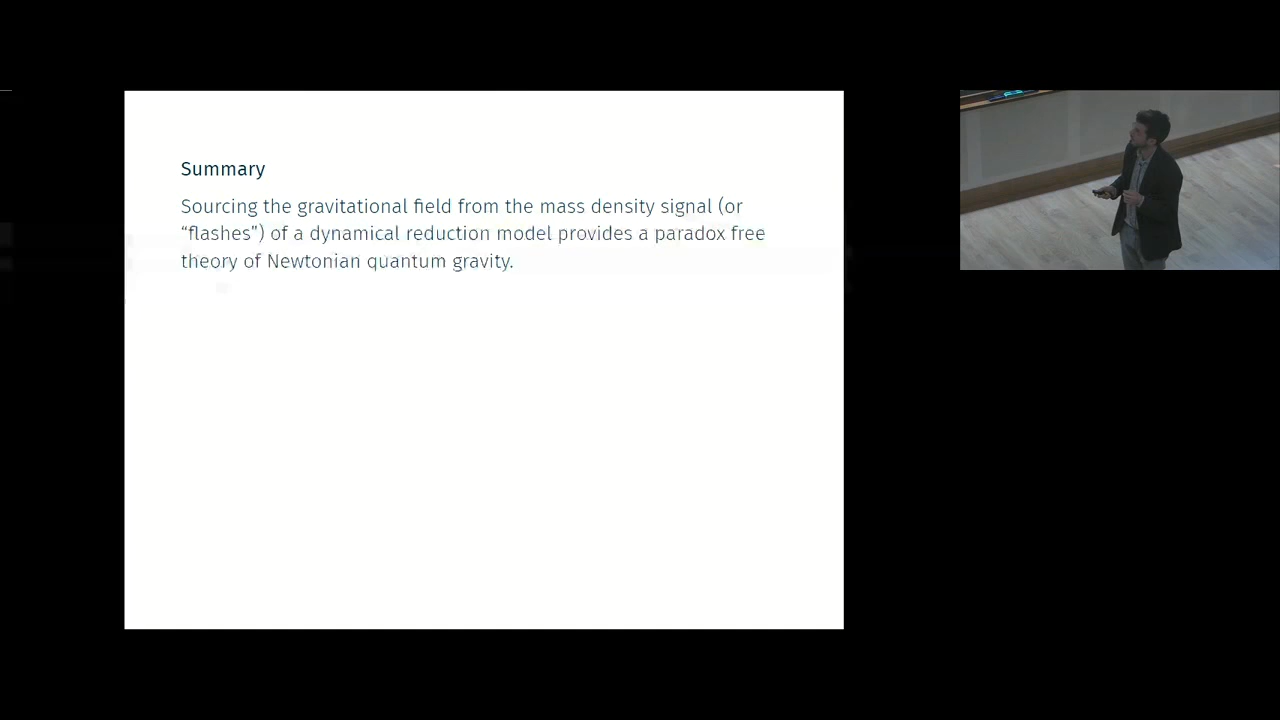 Summary
Sourcing the gravitational field from the mass density signal (or
“flashes”) of a dynamical reduction model provides a paradox free
theory of Newtonian quantum gravity.